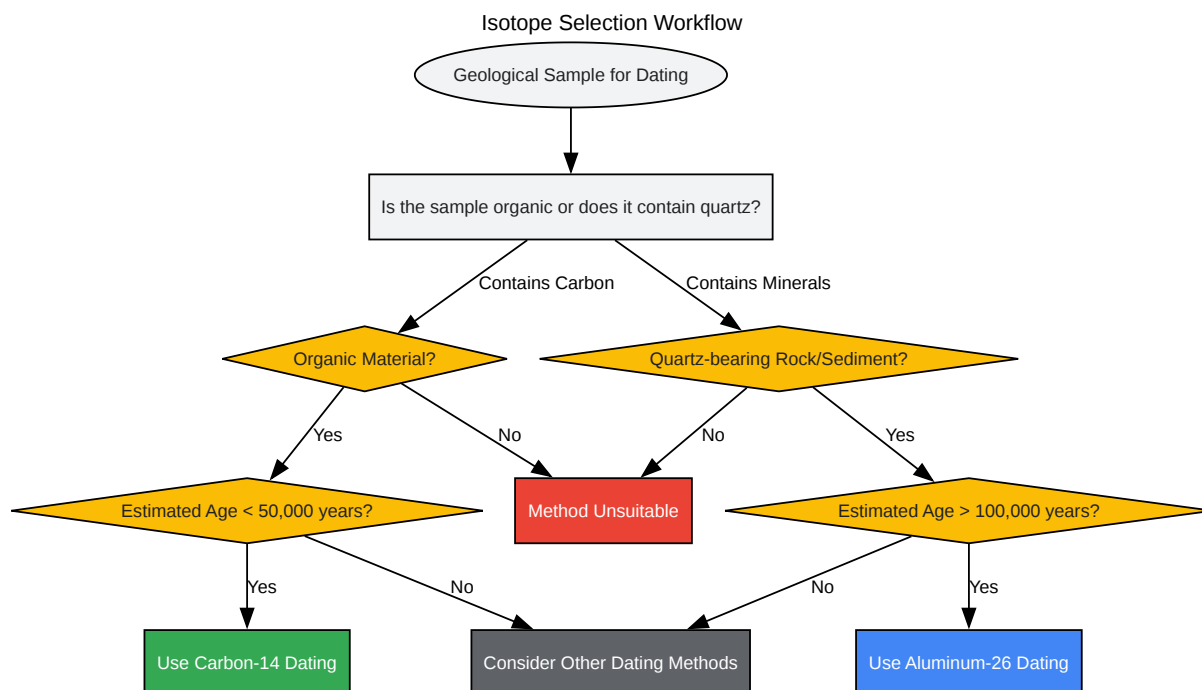 Isotope Selection Workflow
Geological Sample for Dating
Is the sample organic or does it contain quartz?
Contains Carbon
Contains Minerals
Organic Material?
Quartz-bearing Rock/Sediment?
Yes
No
No
Yes
Estimated Age < 50,000 years?
Method Unsuitable
Estimated Age > 100,000 years?
Yes
No
No
Yes
Use Carbon-14 Dating
Consider Other Dating Methods
Use Aluminum-26 Dating